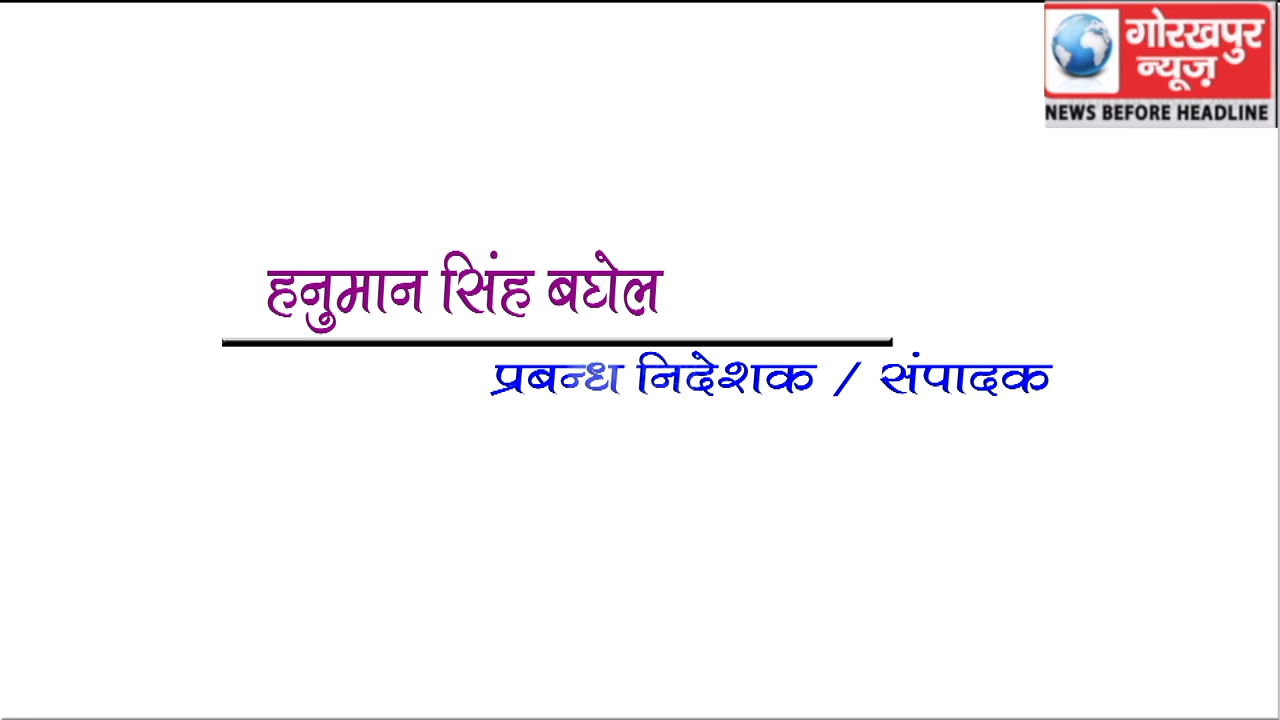 गोरखपुर
न्यूज़
NEWS BEFORE HEADLINE
हनुमान सिंह बघेल
प्रबन्ध निदेशक / संपादक